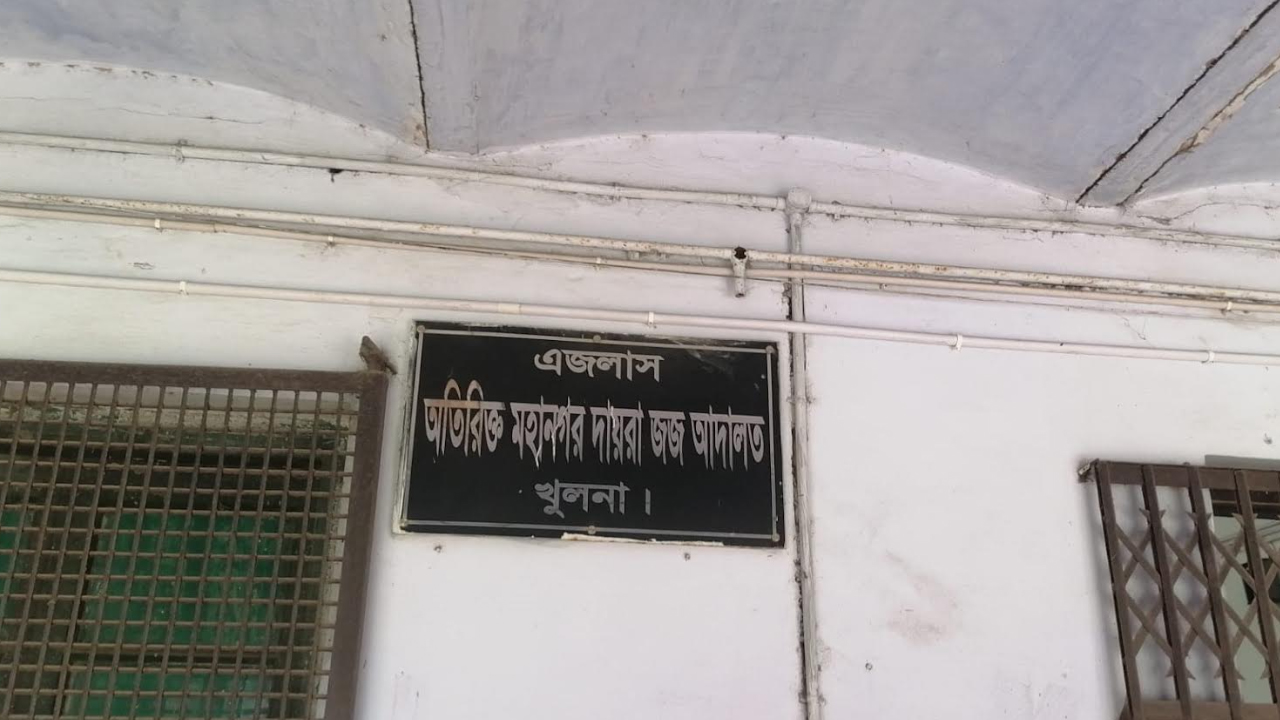 এজলাস
অতিরিক্ত মহানগর দায়রা জজ আদালত
খুলনা।